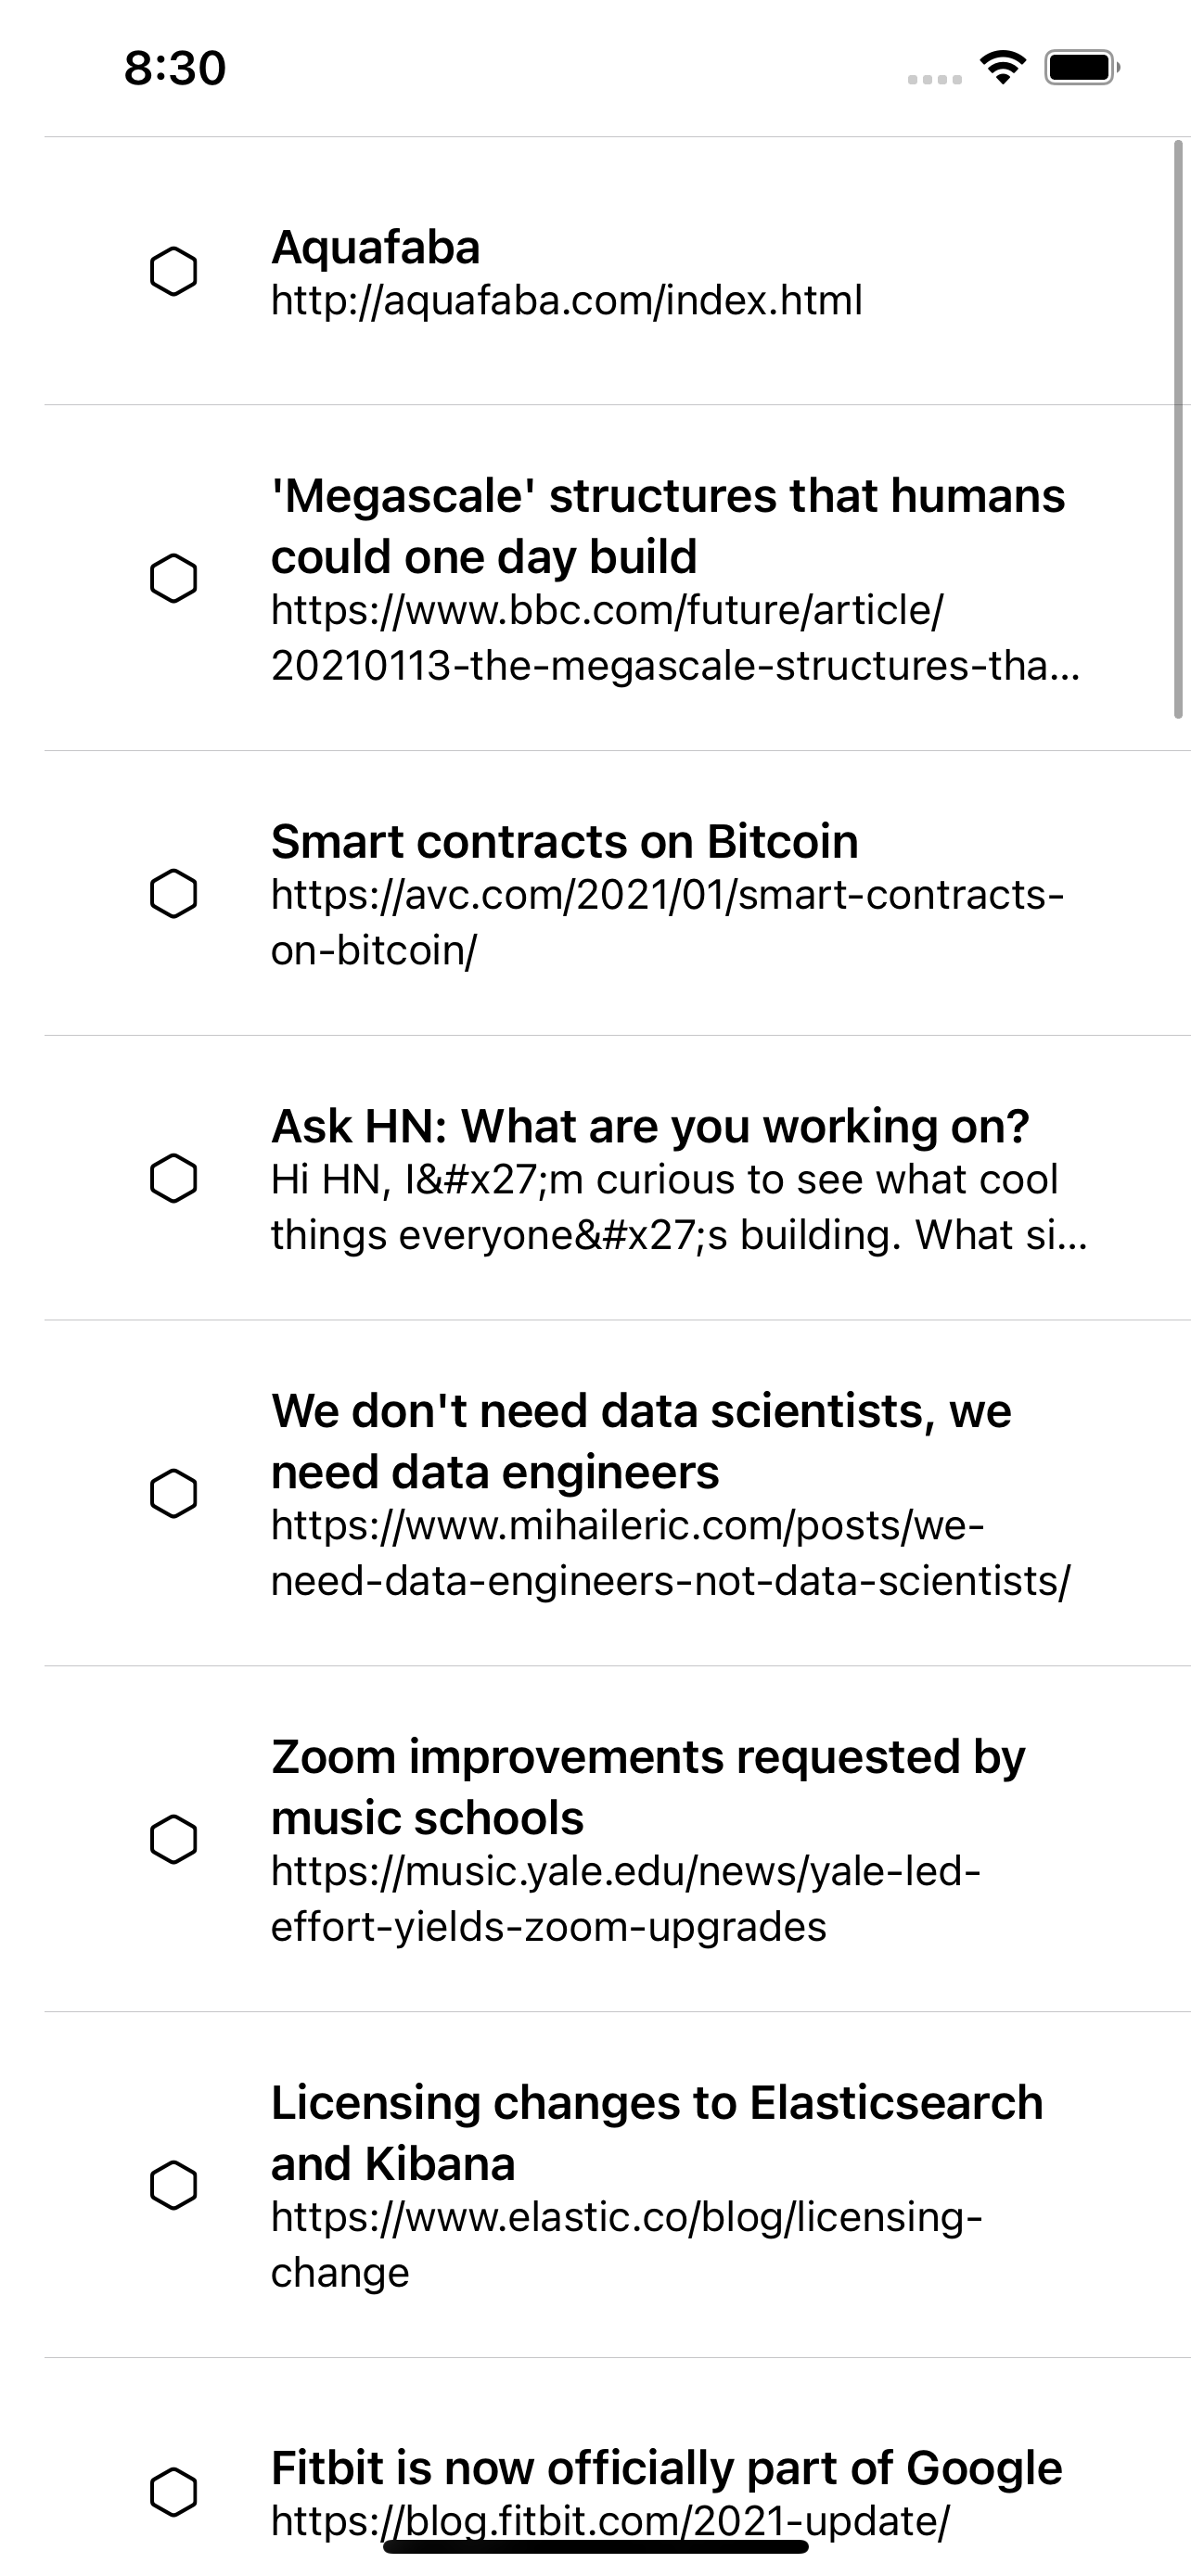 8:30
Aquafaba
http://aquafaba.com/index.html
'Megascale' structures that humans
could one day build
https://www.bbc.com/future/article/
20210113-the-megascale-structures-tha...
Smart contracts on Bitcoin
https://avc.com/2021/01/smart-contracts-
on-bitcoin/
Ask HN: What are you working on?
Hi HN, I&#x27;m curious to see what cool
things everyone&#x27;s building. What si...
We don't need data scientists, we
need data engineers
https://www.mihaileric.com/posts/we-
need-data-engineers-not-data-scientists/
Zoom improvements requested by
music schools
https://music.yale.edu/news/yale-led-
effort-yields-zoom-upgrades
Licensing changes to Elasticsearch
and Kibana
https://www.elastic.co/blog/licensing-
change
Fitbit is now officially part of Google
https://blog.fitbit.com/2021-update/